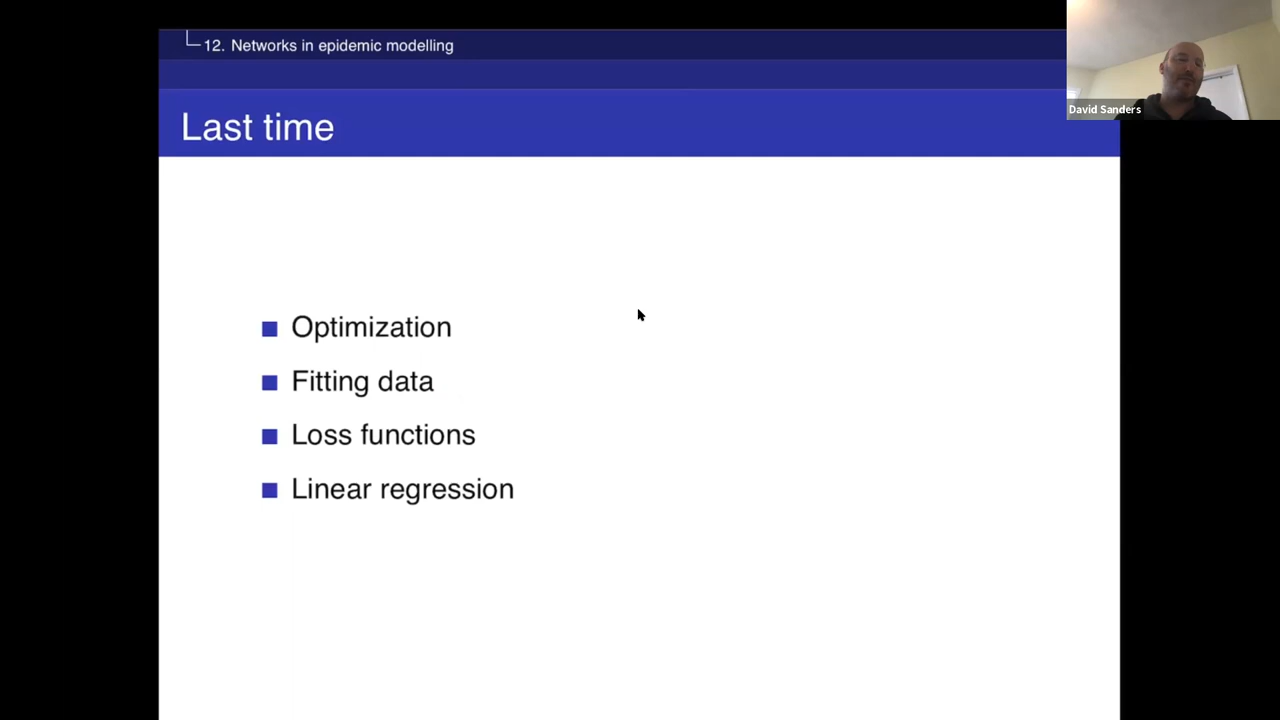 12. Networks in epidemic modelling
David Sanders
Last time
Optimization
Fitting data
Loss functions
Linear regression